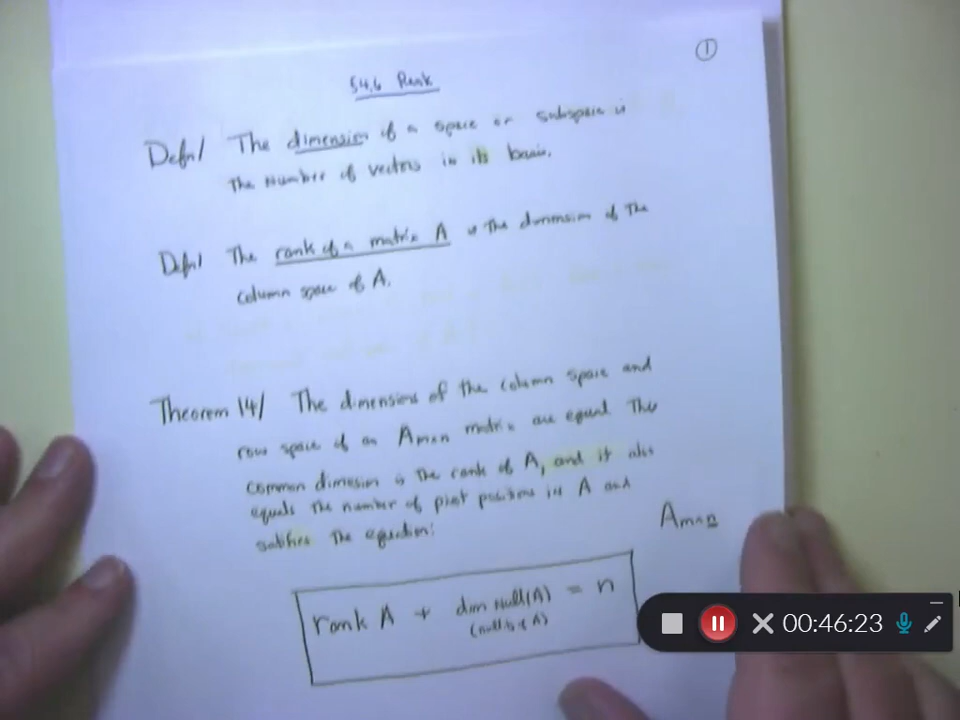 ①
§4.6 Rank
Defn/ The dimension of a space or subspace is
the number of vectors in its basis.
Defn/ The rank of a matrix A is the dimension of the
column space of A.
Theorem 14/ The dimensions of the column space and
row space of an Amxn matrix are equal. This
common dimension is the rank of A, and it also
equals the number of pivot positions in A and
satisfies the equation:
Amxn
rank A + dim Null(A) = n
(nullity of A)
00:46:23